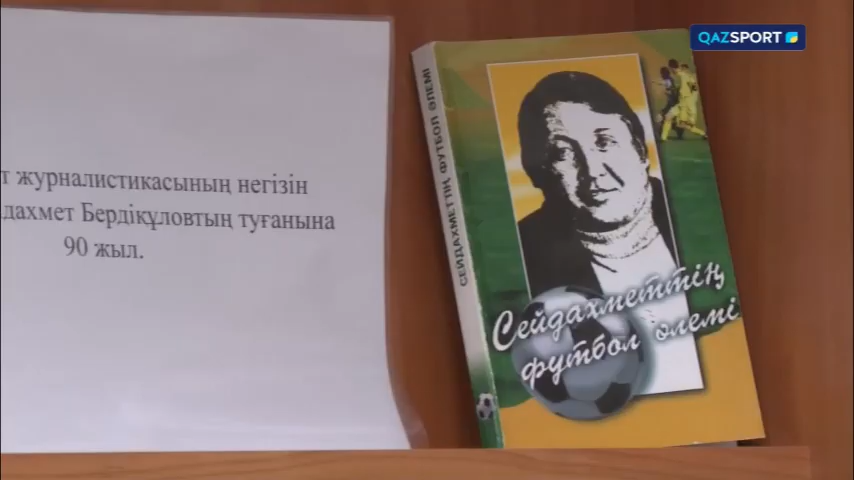 QAZSPORT
т журналистикасының негізін
дахмет Бердіқұловтың туғанына
90 жыл.
СЕЙДАХМЕТТІҢ ФУТБОЛ ӘЛЕМІ
Сейдахметтің
футбол әлемі